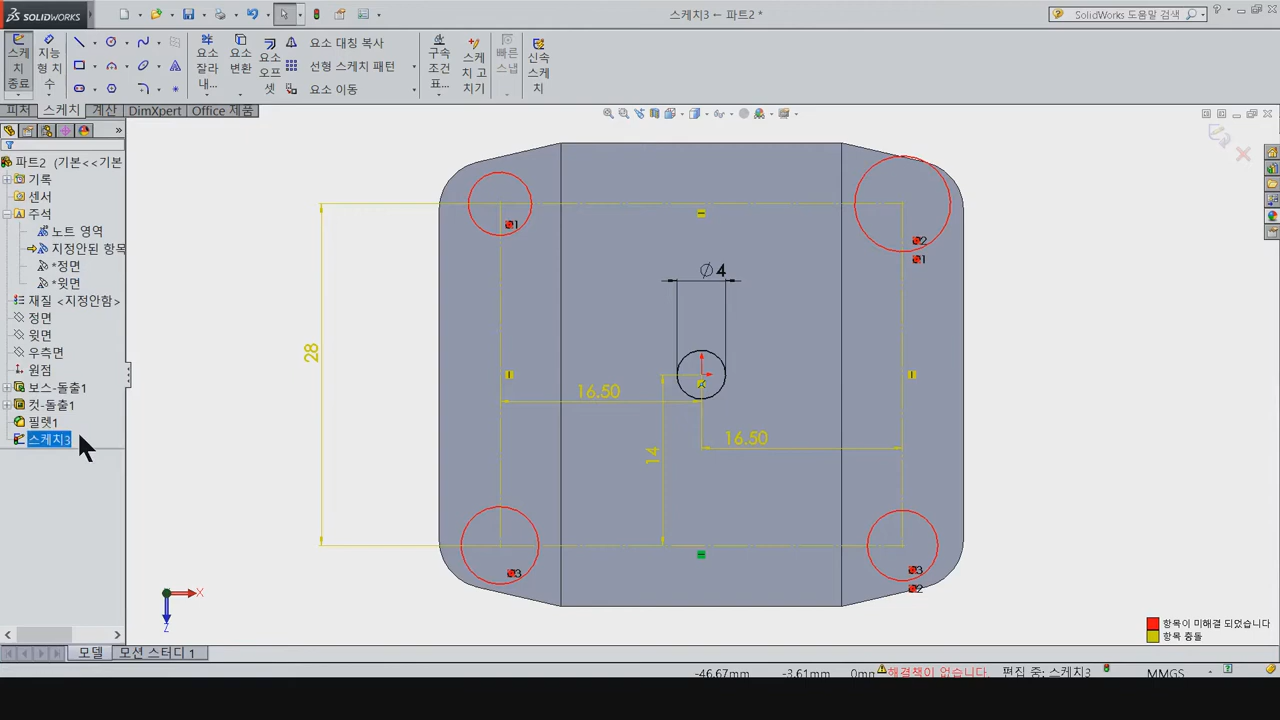 SOLIDWORKS
스케치3 ← 파트2 *
SolidWorks 도움말 검색
스케
치
종료
지능
형 치
수
요소
잘라
내...
요소
변환
요소
오프
셋
요소 대칭 복사
선형 스케치 패턴
요소 이동
구속
조건
표...
스케
치 고
치기
빠른
스냅
신속
스케
치
피처
스케치
계산
DimXpert
Office 제품
파트2 (기본<<기본
기록
센서
주석
노트 영역
지정안된 항목
*정면
*윗면
재질 <지정안함>
정면
윗면
우측면
원점
보스-돌출1
컷-돌출1
필렛1
스케치3
1
2
1
∅4
28
16.50
16.50
14
3
3
2
X
Z
항목이 미해결 되었습니다
항목 충돌
모델
모션 스터디 1
-46.67mm
-3.61mm
0mm
해결책이 없습니다.
편집 중: 스케치3
MMGS